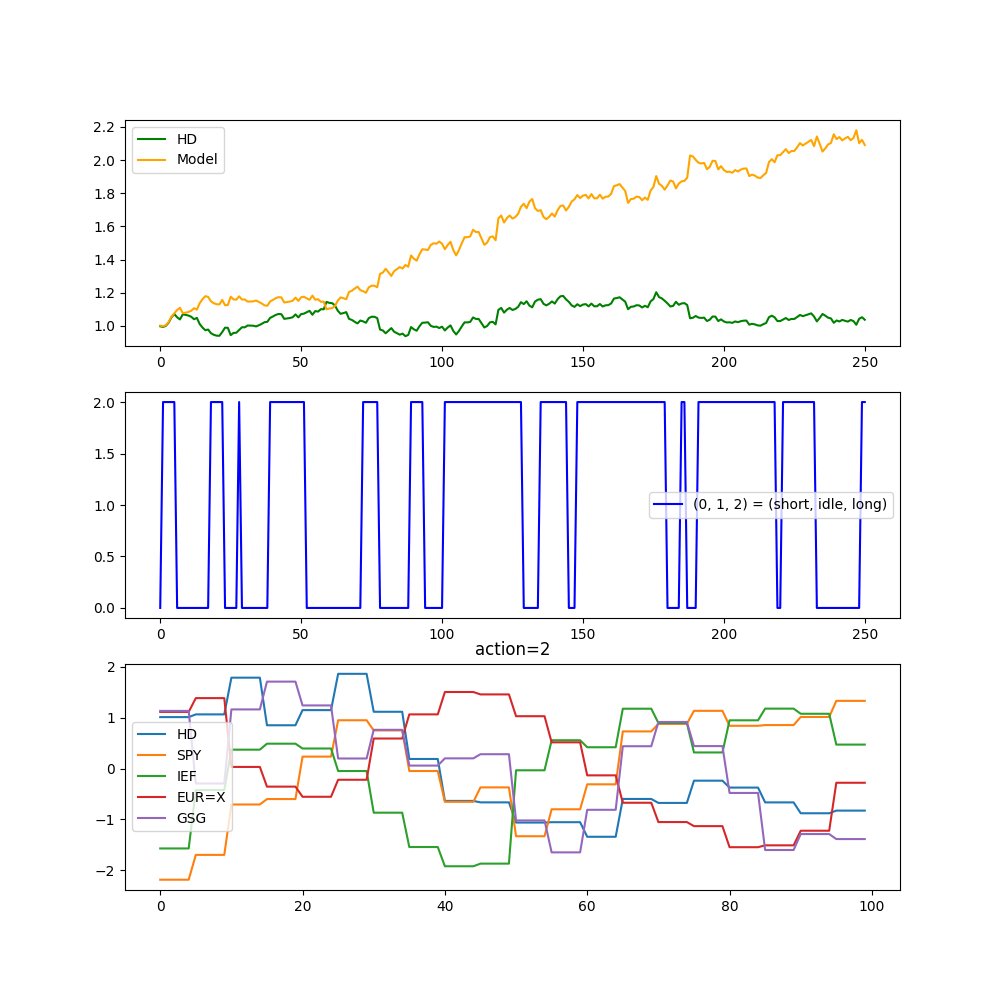 2.2
2.0
1.8
1.6
1.4
1.2
1.0
HD
Model
0 50 100 150 200 250
2.0
1.5
1.0
0.5
0.0
(0, 1, 2) = (short, idle, long)
0 50 100 150 200 250
action=2
2
1
0
−1
−2
HD
SPY
IEF
EUR=X
GSG
0 20 40 60 80 100